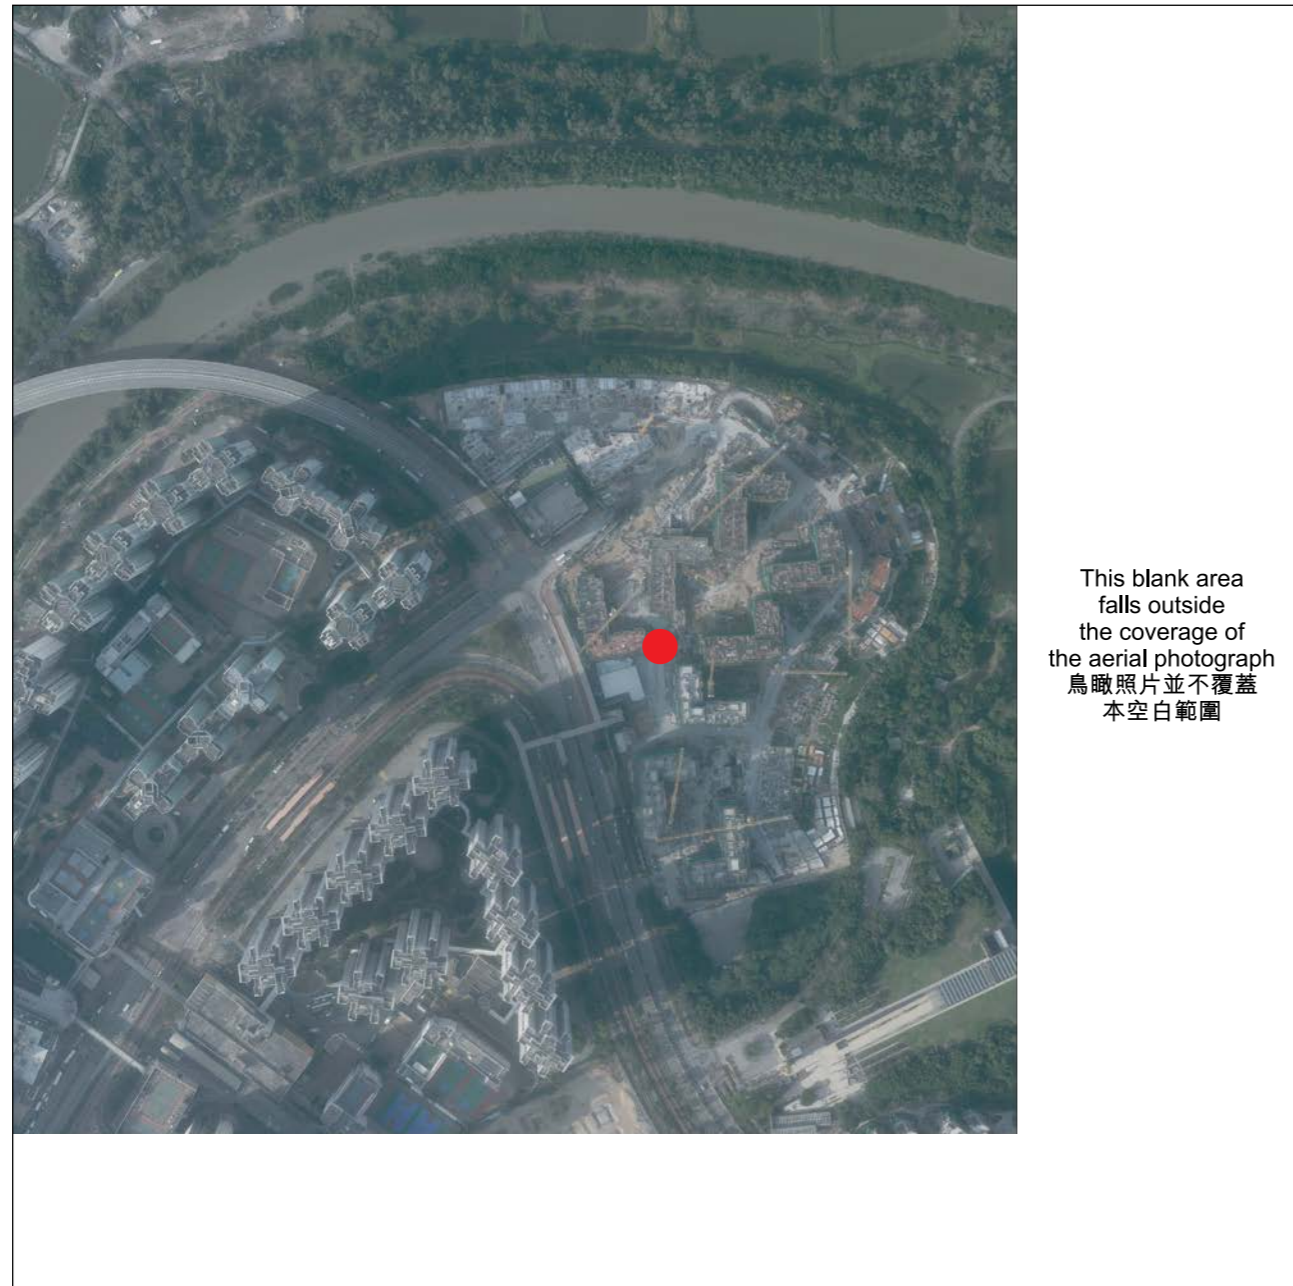 This blank area
falls outside
the coverage of
the aerial photograph
鳥瞰照片並不覆蓋
本空白範圍